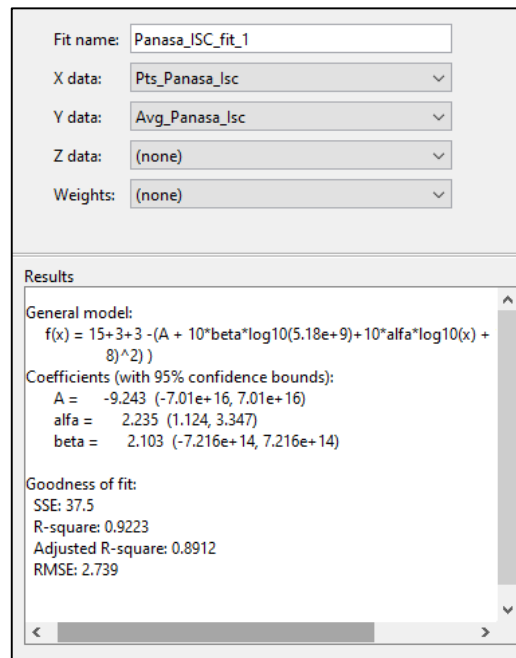 Fit name: Panasa_ISC_fit_1
X data: Pts_Panasa_Isc
Y data: Avg_Panasa_Isc
Z data: (none)
Weights: (none)
Results
General model:
f(x) = 15+3+3 -(A + 10*beta*log10(5.18e+9)+10*alfa*log10(x) +
8)^2) )
Coefficients (with 95% confidence bounds):
A = -9.243 (-7.01e+16, 7.01e+16)
alfa = 2.235 (1.124, 3.347)
beta = 2.103 (-7.216e+14, 7.216e+14)
Goodness of fit:
SSE: 37.5
R-square: 0.9223
Adjusted R-square: 0.8912
RMSE: 2.739